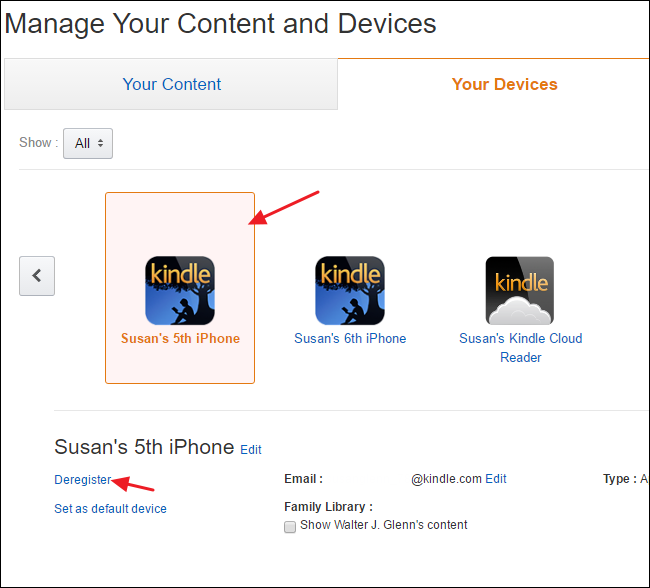 Manage Your Content and Devices
Your Content
Your Devices
Show :
All
kindle
kindle
kindle
Susan's 5th iPhone
Susan's 6th iPhone
Susan's Kindle Cloud
Reader
Susan's 5th iPhone Edit
Deregister
Email :
@kindle.com Edit
Type : A
Set as default device
Family Library :
Show Walter J. Glenn's content